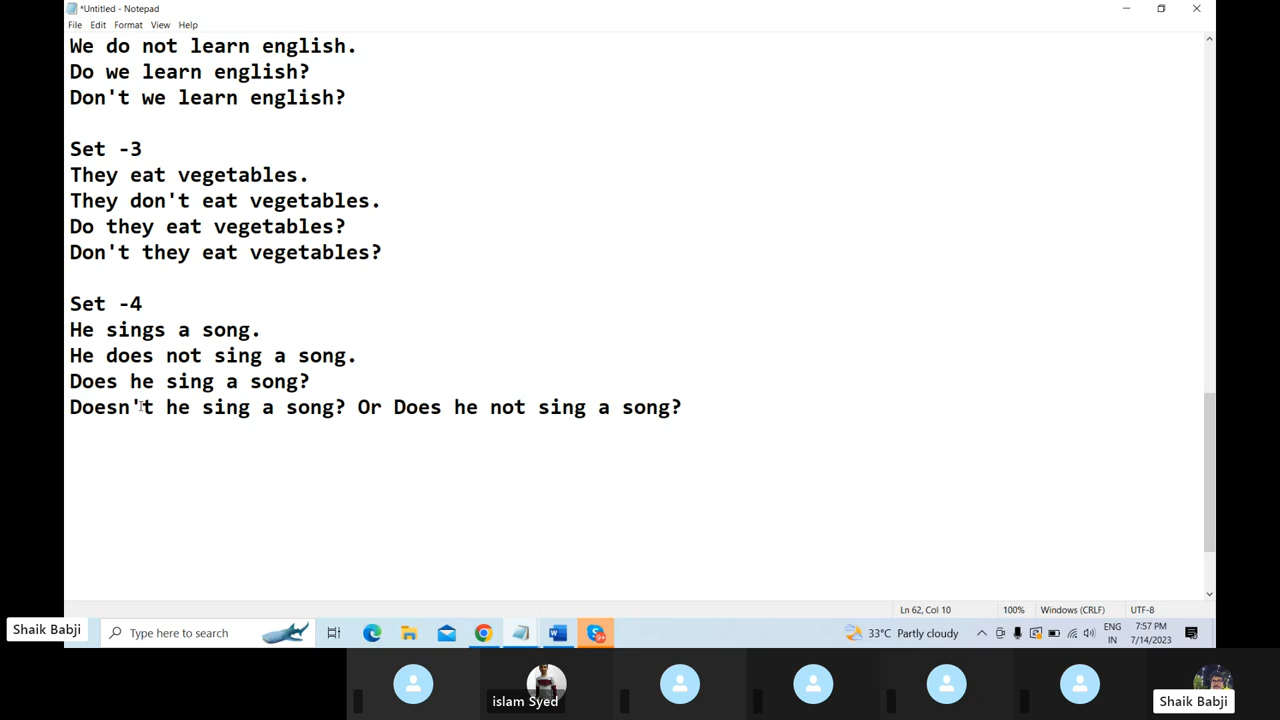 *Untitled - Notepad
File Edit Format View Help
We do not learn english.
Do we learn english?
Don't we learn english?
Set -3
They eat vegetables.
They don't eat vegetables.
Do they eat vegetables?
Don't they eat vegetables?
Set -4
He sings a song.
He does not sing a song.
Does he sing a song?
Doesn't he sing a song? Or Does he not sing a song?
Ln 62, Col 10 100% Windows (CRLF) UTF-8
Shaik Babji
Type here to search
33°C Partly cloudy
ENG
IN
7:57 PM
7/14/2023
islam Syed
Shaik Babji